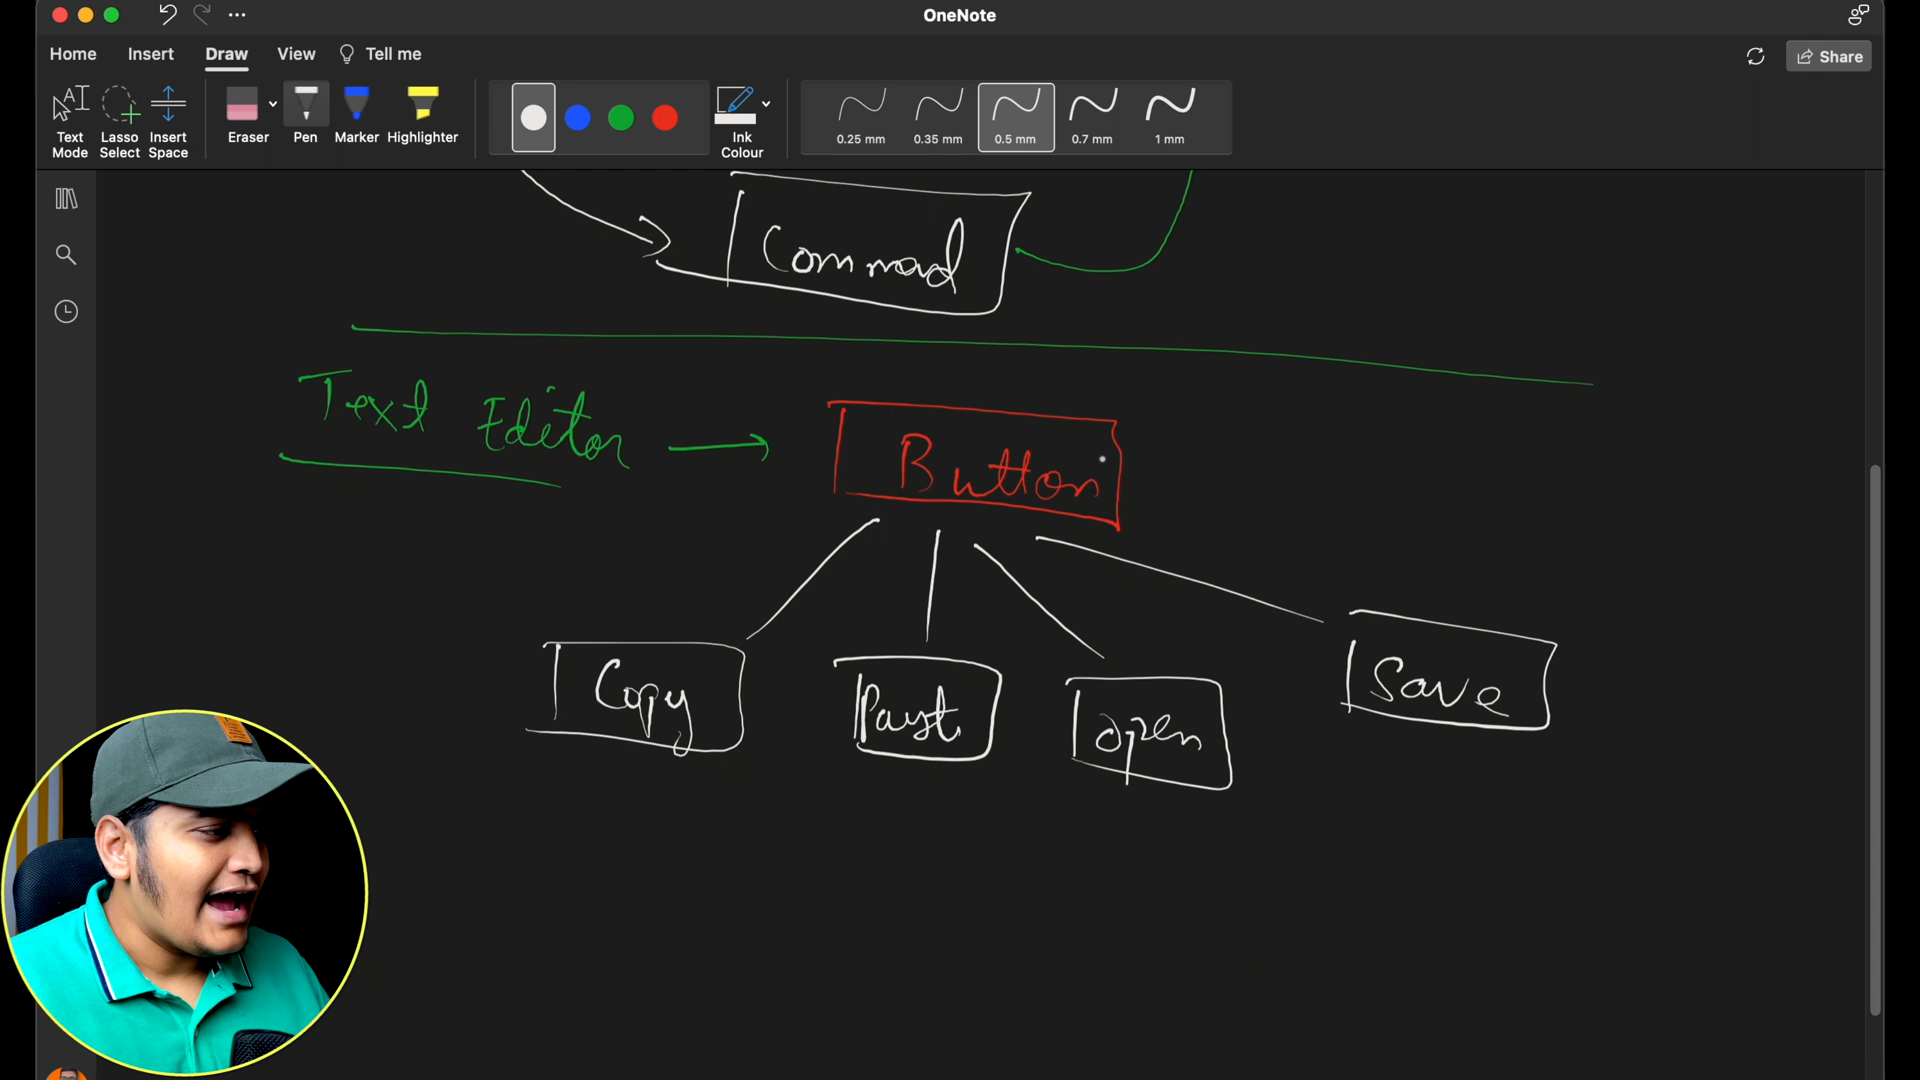 OneNote
Home Insert Draw View Tell me
Share
Text Mode
Lasso Select
Insert Space
Eraser
Pen
Marker
Highlighter
Ink Colour
0.25 mm
0.35 mm
0.5 mm
0.7 mm
1 mm
Commad
Text Editor
Button
Copy
Past
open
Save